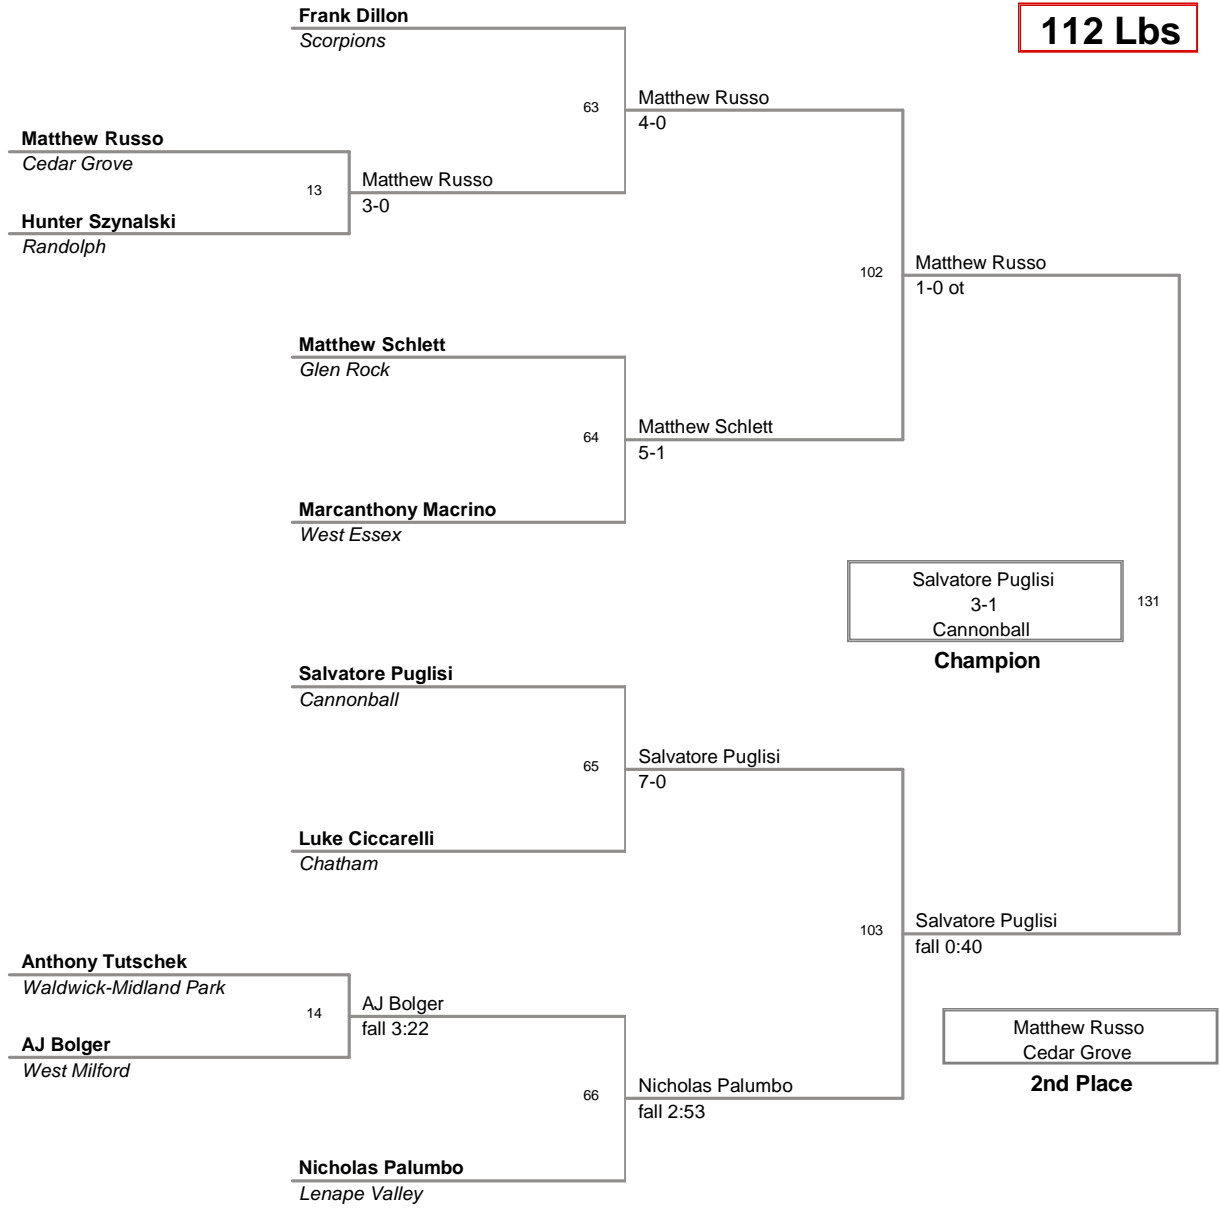 Frank Dillon
Scorpions
112 Lbs
63
Matthew Russo
4-0
Matthew Russo
Cedar Grove
13
Matthew Russo
3-0
Hunter Szynalski
Randolph
102
Matthew Russo
1-0 ot
Matthew Schlett
Glen Rock
64
Matthew Schlett
5-1
Marcanthony Macrino
West Essex
Salvatore Puglisi
3-1
Cannonball
131
Champion
Salvatore Puglisi
Cannonball
65
Salvatore Puglisi
7-0
Luke Ciccarelli
Chatham
103
Salvatore Puglisi
fall 0:40
Anthony Tutschek
Waldwick-Midland Park
14
AJ Bolger
fall 3:22
AJ Bolger
West Milford
Matthew Russo
Cedar Grove
2nd Place
66
Nicholas Palumbo
fall 2:53
Nicholas Palumbo
Lenape Valley